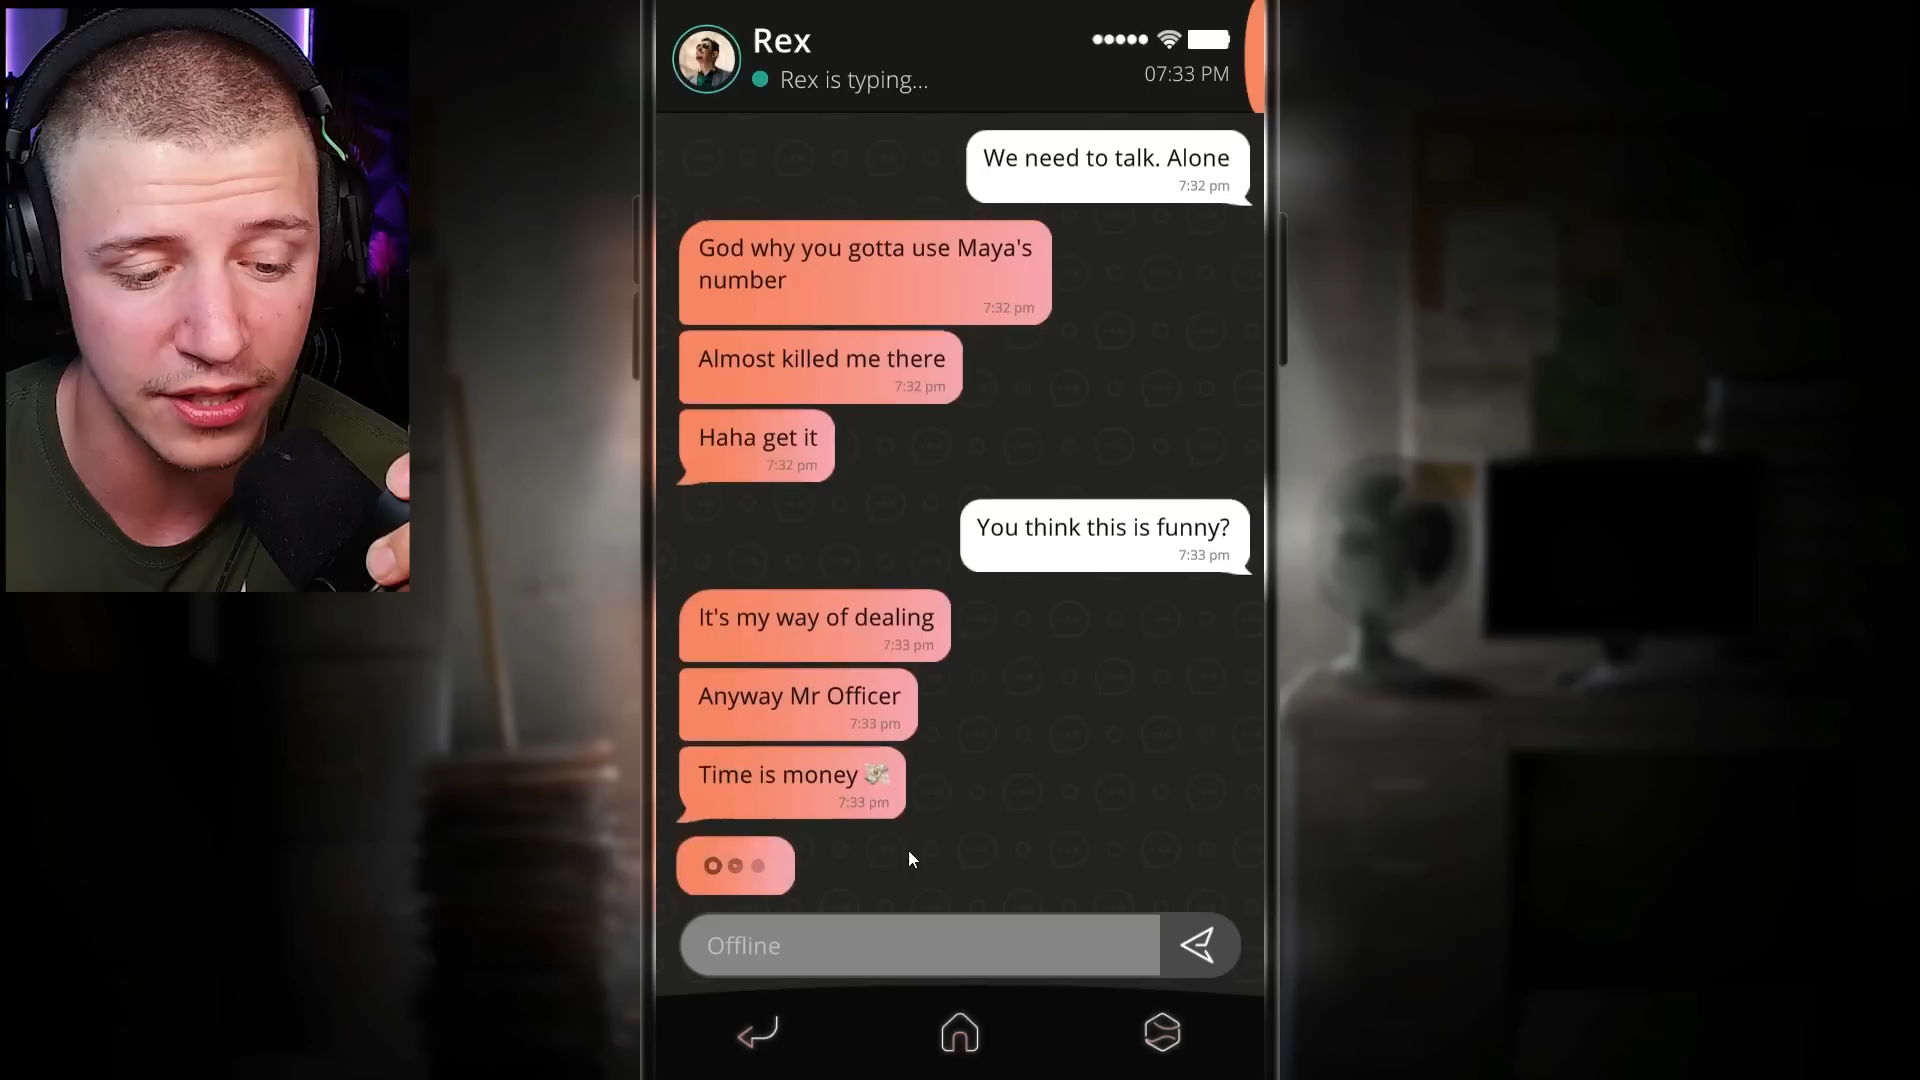 Rex
Rex is typing...
07:33 PM
We need to talk. Alone
7:32 pm
God why you gotta use Maya's
number
7:32 pm
Almost killed me there
7:32 pm
Haha get it
7:32 pm
You think this is funny?
7:33 pm
It's my way of dealing
7:33 pm
Anyway Mr Officer
7:33 pm
Time is money 💸
7:33 pm
Offline